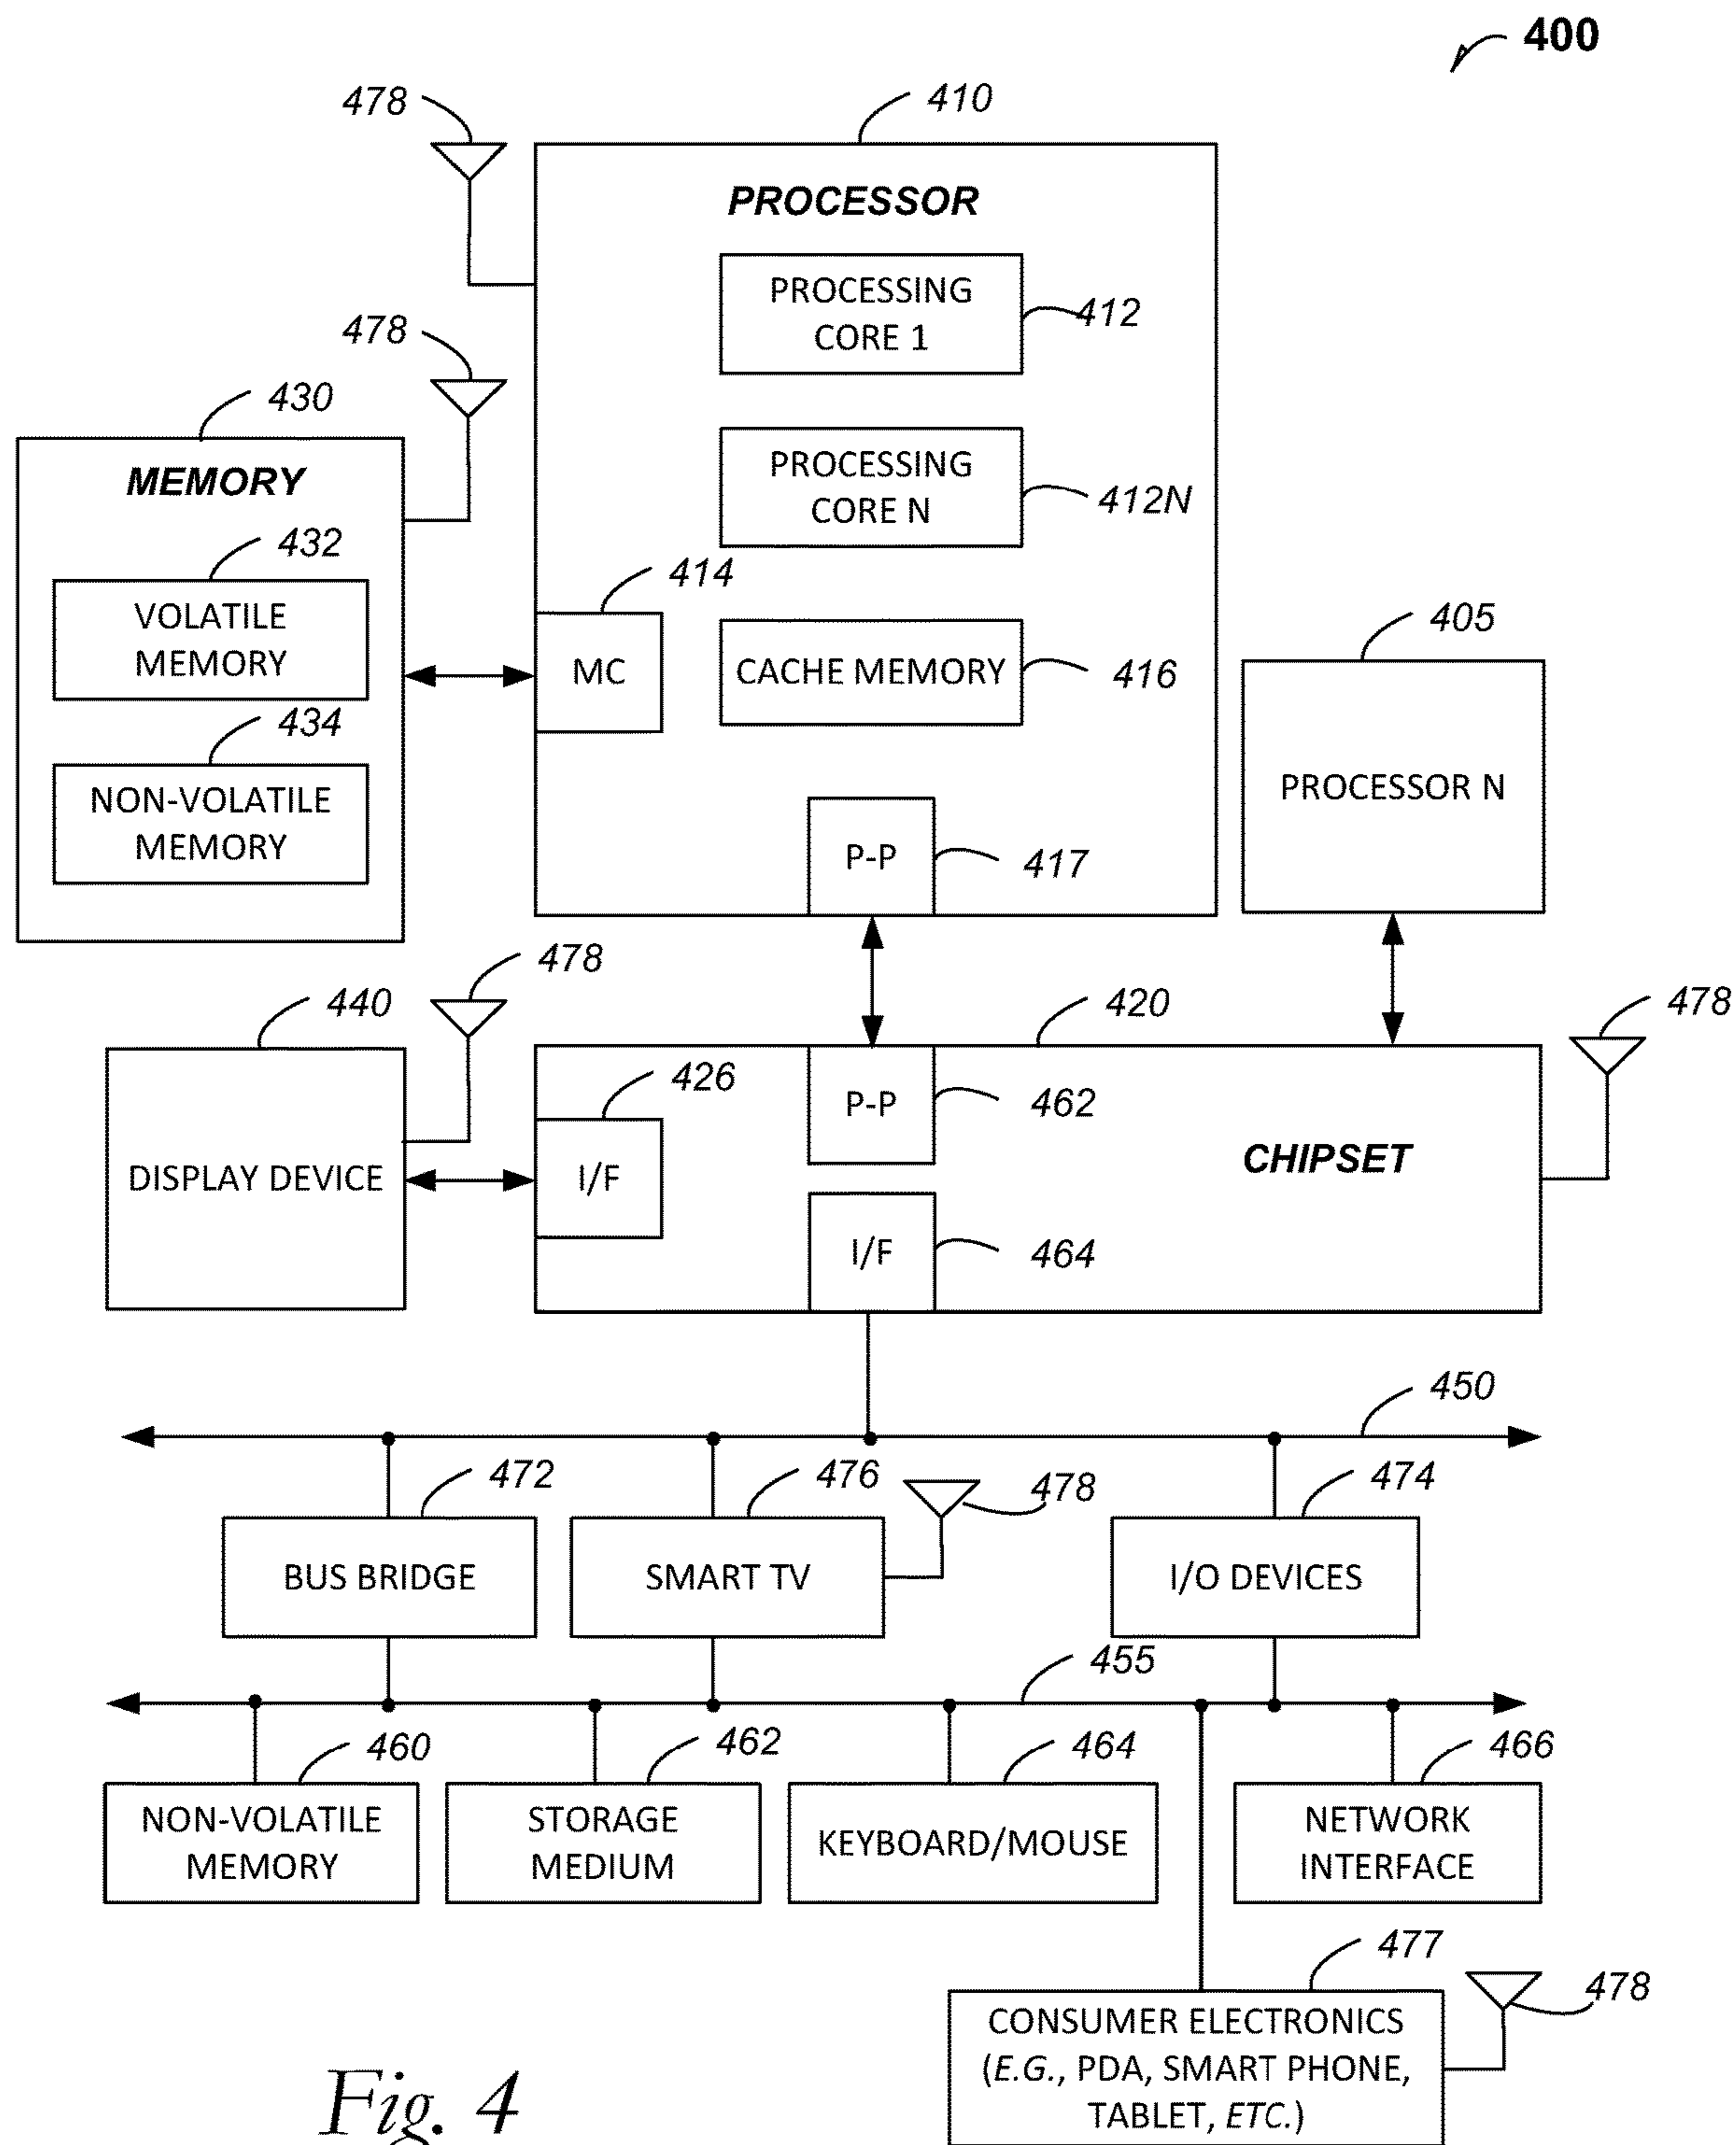 400
478
410
PROCESSOR
PROCESSING
CORE 1
412
478
430
MEMORY
PROCESSING
CORE N
412N
432
VOLATILE
MEMORY
414
MC
CACHE MEMORY
416
405
PROCESSOR N
434
NON-VOLATILE
MEMORY
P-P
417
478
440
DISPLAY DEVICE
420
478
426
I/F
P-P
462
CHIPSET
I/F
464
450
472
476
478
474
BUS BRIDGE
SMART TV
I/O DEVICES
455
460
462
464
466
NON-VOLATILE
MEMORY
STORAGE
MEDIUM
KEYBOARD/MOUSE
NETWORK
INTERFACE
477
478
CONSUMER ELECTRONICS
(E.G., PDA, SMART PHONE,
TABLET, ETC.)
Fig. 4